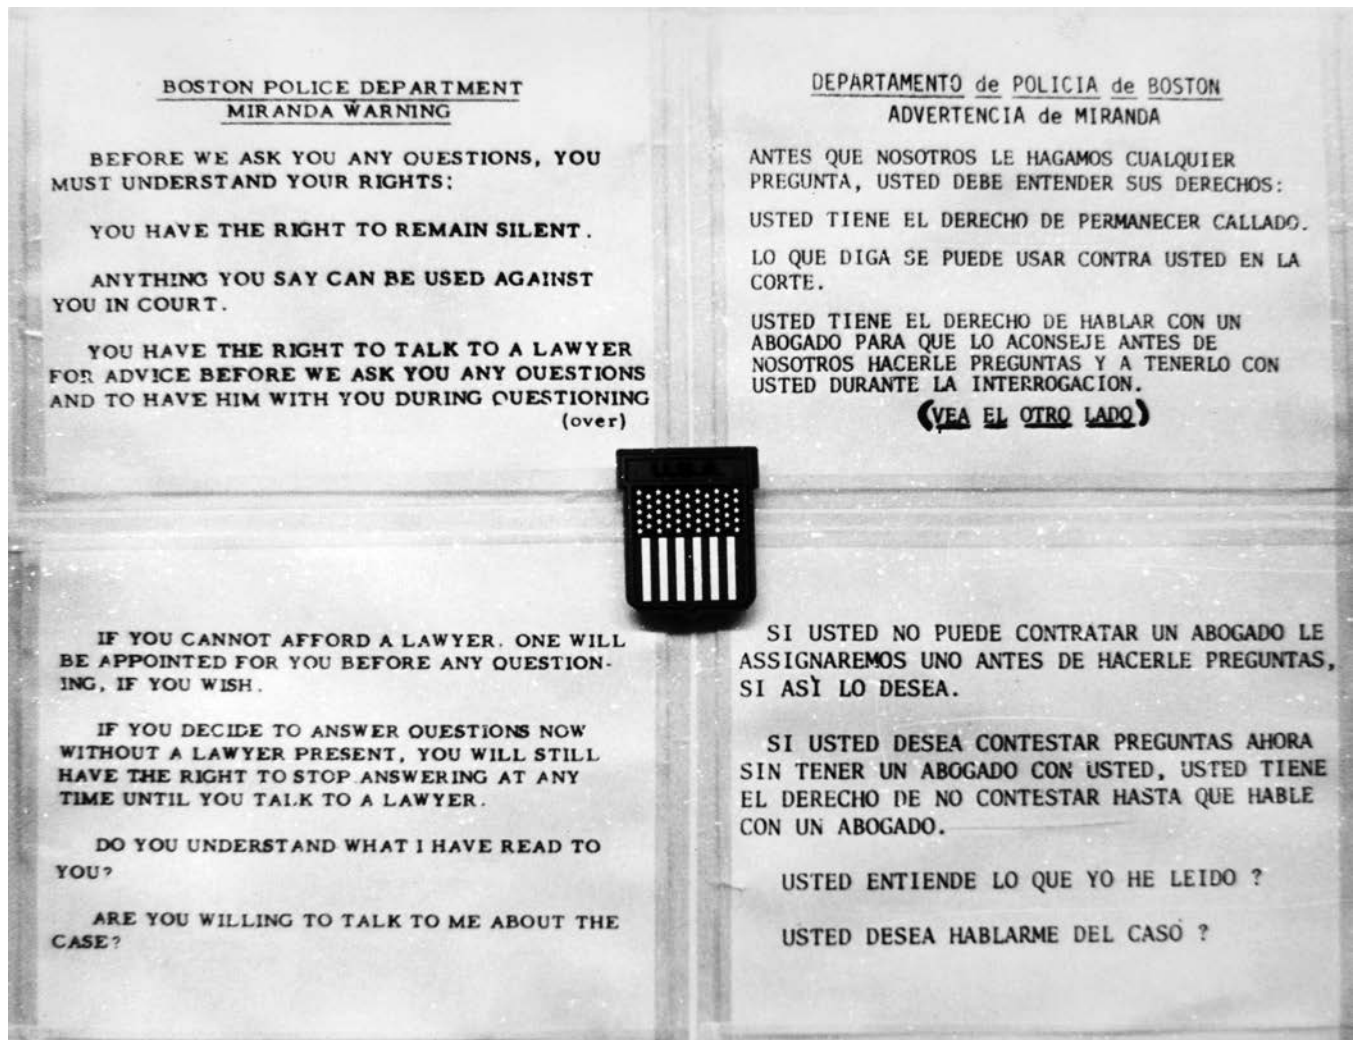 BOSTON POLICE DEPARTMENT
MIRANDA WARNING
BEFORE WE ASK YOU ANY QUESTIONS, YOU
MUST UNDERSTAND YOUR RIGHTS:
YOU HAVE THE RIGHT TO REMAIN SILENT.
ANYTHING YOU SAY CAN BE USED AGAINST
YOU IN COURT.
YOU HAVE THE RIGHT TO TALK TO A LAWYER
FOR ADVICE BEFORE WE ASK YOU ANY QUESTIONS
AND TO HAVE HIM WITH YOU DURING QUESTIONING
(over)
DEPARTAMENTO de POLICIA de BOSTON
ADVERTENCIA de MIRANDA
ANTES QUE NOSOTROS LE HAGAMOS CUALQUIER
PREGUNTA, USTED DEBE ENTENDER SUS DERECHOS:
USTED TIENE EL DERECHO DE PERMANECER CALLADO.
LO QUE DIGA SE PUEDE USAR CONTRA USTED EN LA
CORTE.
USTED TIENE EL DERECHO DE HABLAR CON UN
ABOGADO PARA QUE LO ACONSEJE ANTES DE
NOSOTROS HACERLE PREGUNTAS Y A TENERLO CON
USTED DURANTE LA INTERROGACION.
(VEA EL OTRO LADO)
IF YOU CANNOT AFFORD A LAWYER, ONE WILL
BE APPOINTED FOR YOU BEFORE ANY QUESTION-
ING, IF YOU WISH.
IF YOU DECIDE TO ANSWER QUESTIONS NOW
WITHOUT A LAWYER PRESENT, YOU WILL STILL
HAVE THE RIGHT TO STOP ANSWERING AT ANY
TIME UNTIL YOU TALK TO A LAWYER.
DO YOU UNDERSTAND WHAT I HAVE READ TO
YOU?
ARE YOU WILLING TO TALK TO ME ABOUT THE
CASE?
SI USTED NO PUEDE CONTRATAR UN ABOGADO LE
ASSIGNAREMOS UNO ANTES DE HACERLE PREGUNTAS,
SI ASÌ LO DESEA.
SI USTED DESEA CONTESTAR PREGUNTAS AHORA
SIN TENER UN ABOGADO CON USTED, USTED TIENE
EL DERECHO DE NO CONTESTAR HASTA QUE HABLE
CON UN ABOGADO.
USTED ENTIENDE LO QUE YO HE LEIDO ?
USTED DESEA HABLARME DEL CASO ?